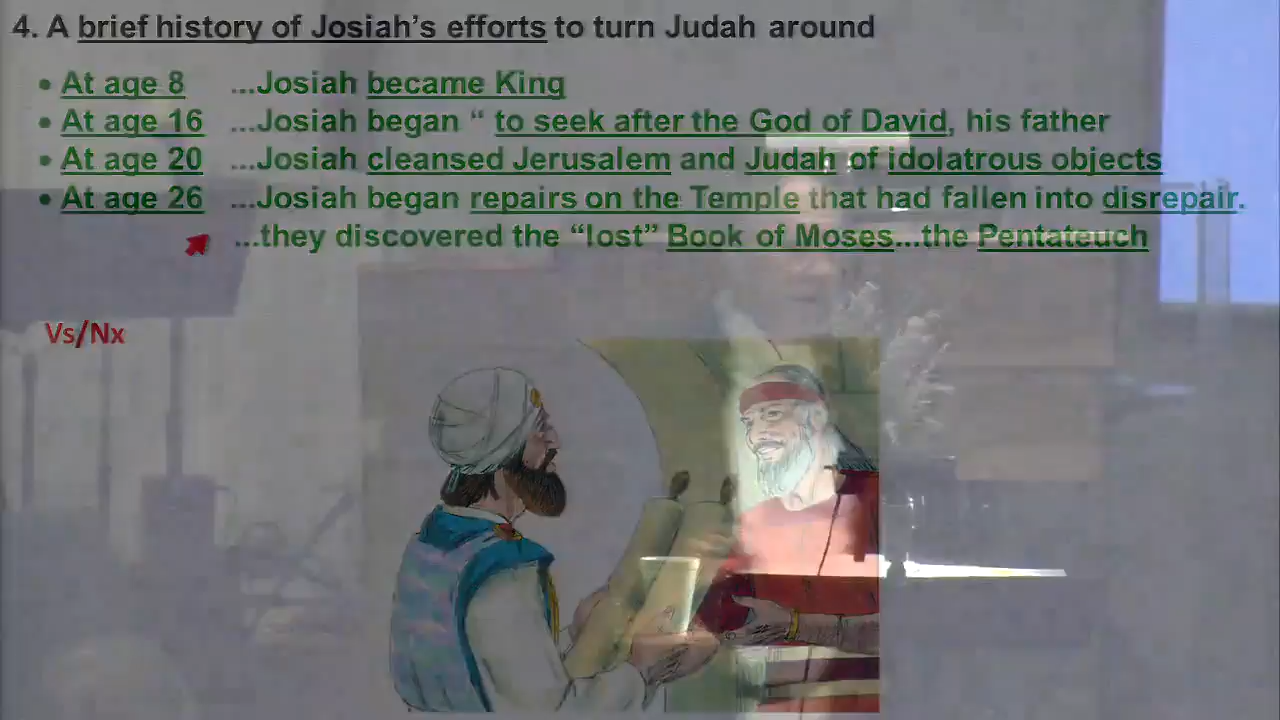 4. A brief history of Josiah's efforts to turn Judah around
• At age 8 ...Josiah became King
• At age 16 ...Josiah began “ to seek after the God of David, his father
• At age 20 ...Josiah cleansed Jerusalem and Judah of idolatrous objects
• At age 26 ...Josiah began repairs on the Temple that had fallen into disrepair.
...they discovered the “lost” Book of Moses...the Pentateuch
Vs/Nx